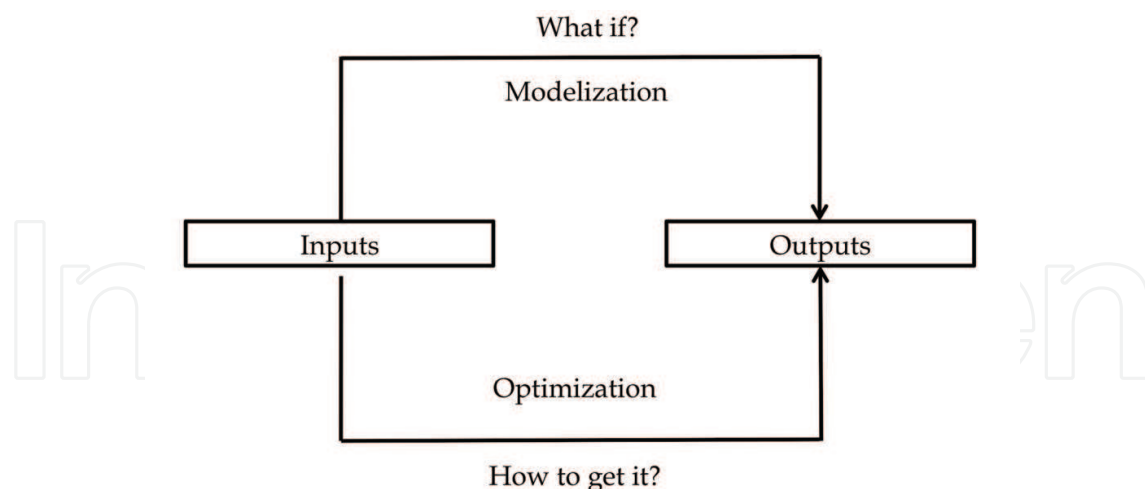 What if?
Modelization
Inputs
Outputs
Optimization
How to get it?